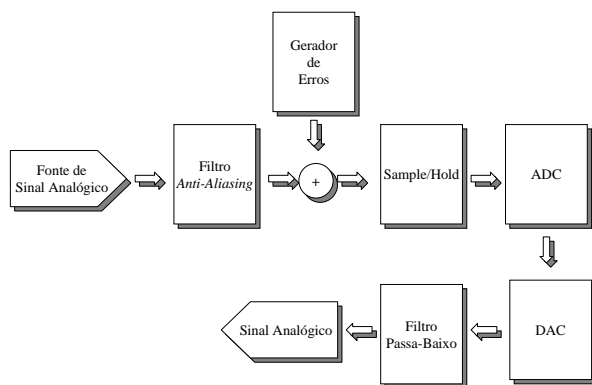 Gerador
de
Erros
Fonte de
Sinal Analógico
Filtro
Anti-Aliasing
+
Sample/Hold
ADC
DAC
Filtro
Passa-Baixo
Sinal Analógico